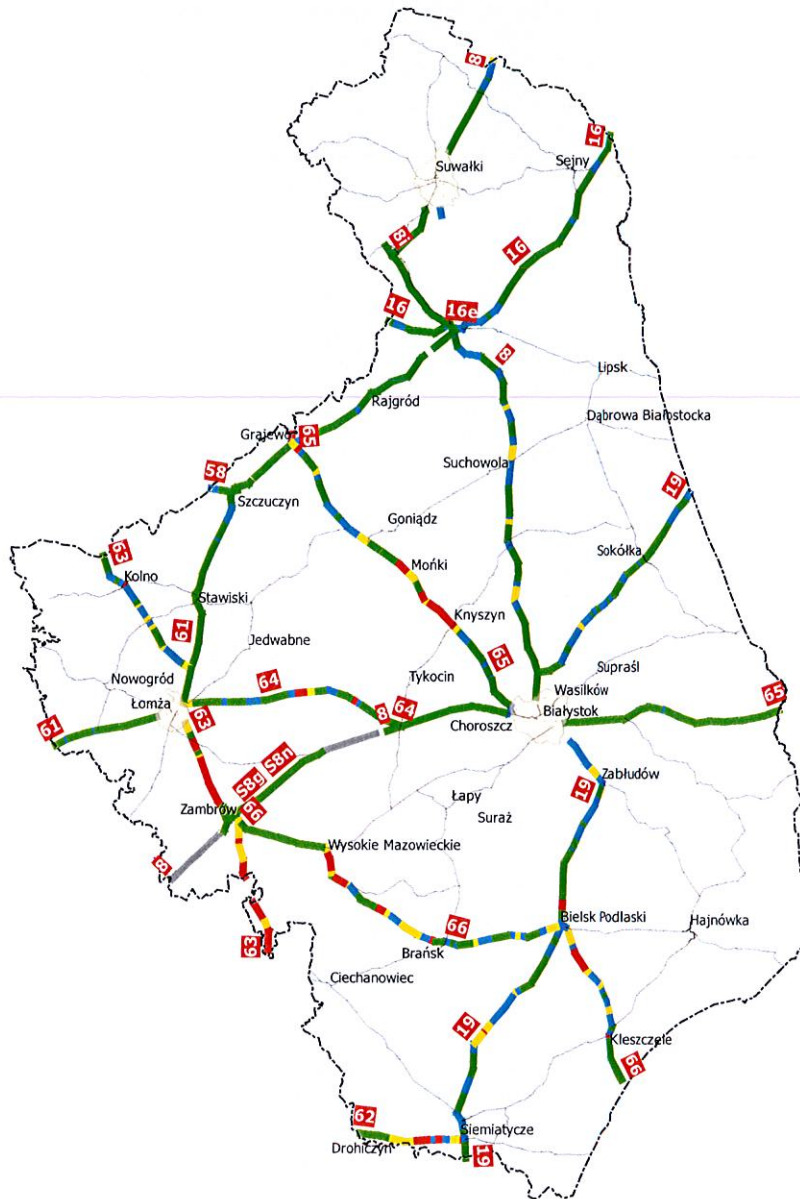 8
16
Suwałki
Sejny
8i
16
16
16e
8
Lipsk
Rajgród
Dąbrowa Białostocka
Grajewo
65
58
Suchowola
Szczuczyn
19
Goniądz
63
Sokółka
Kolno
Mońki
Stawiski
Knyszyn
61
Jedwabne
65
Supraśl
Nowogród
64
Tykocin
Wasilków
65
Łomża
63
8
64
Białystok
61
Choroszcz
S8g
S8n
Zabłudów
19
Łapy
Zambrów
66
Suraż
Wysokie Mazowieckie
8
Bielsk Podlaski
Hajnówka
66
63
Brańsk
Ciechanowiec
19
Kleszczele
66
62
Siemiatycze
Drohiczyn
19